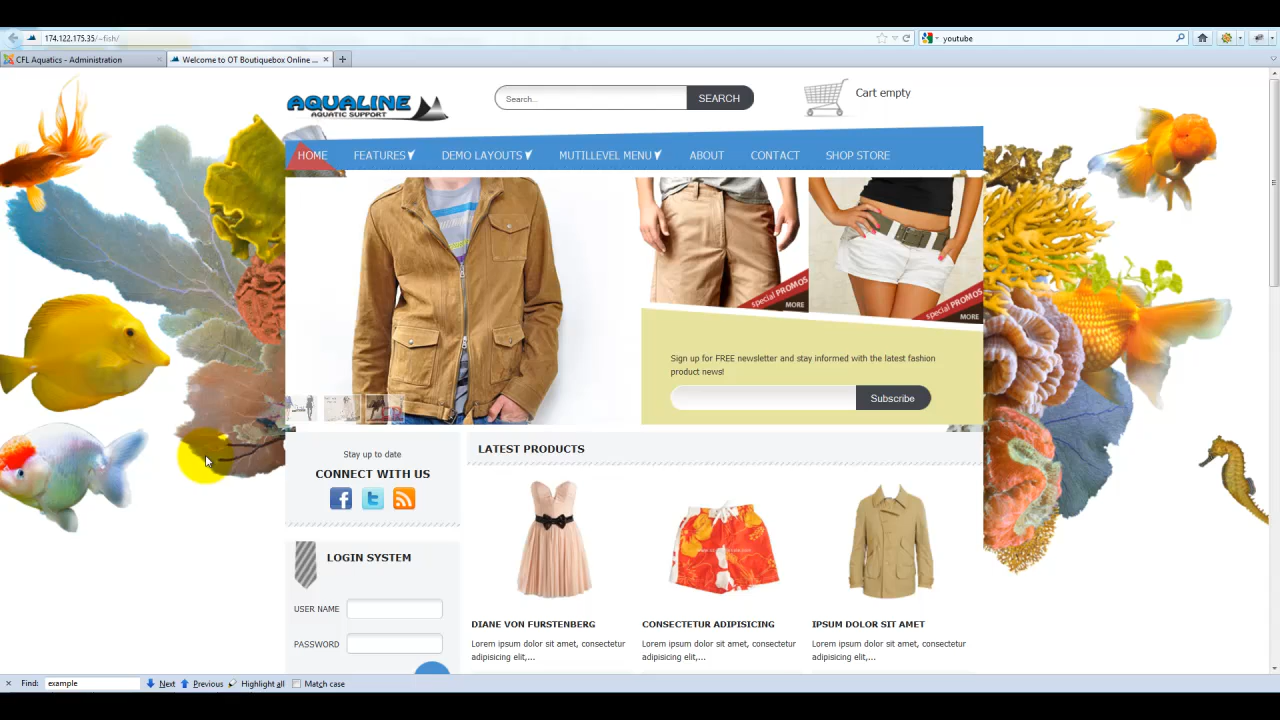 174.122.175.35/~fish/
youtube
CFL Aquatics - Administration
Welcome to OT Boutiquebox Online ...
AQUALINE
AQUATIC SUPPORT
Search...
SEARCH
Cart empty
HOME
FEATURES
DEMO LAYOUTS
MUTILLEVEL MENU
ABOUT
CONTACT
SHOP STORE
special PROMOS
MORE
special PROMOS
MORE
Sign up for FREE newsletter and stay informed with the latest fashion
product news!
Subscribe
Stay up to date
CONNECT WITH US
LATEST PRODUCTS
LOGIN SYSTEM
USER NAME
PASSWORD
DIANE VON FURSTENBERG
Lorem ipsum dolor sit amet, consectetur
adipisicing elit,...
CONSECTETUR ADIPISICING
Lorem ipsum dolor sit amet, consectetur
adipisicing elit,...
IPSUM DOLOR SIT AMET
Lorem ipsum dolor sit amet, consectetur
adipisicing elit,...
Find:
example
Next
Previous
Highlight all
Match case